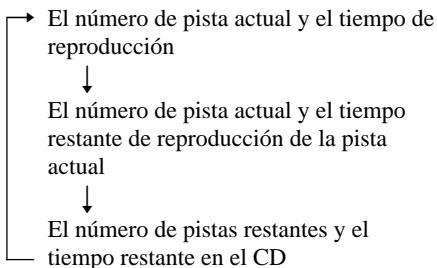 El número de pista actual y el tiempo de
reproducción
El número de pista actual y el tiempo
restante de reproducción de la pista
actual
El número de pistas restantes y el
tiempo restante en el CD